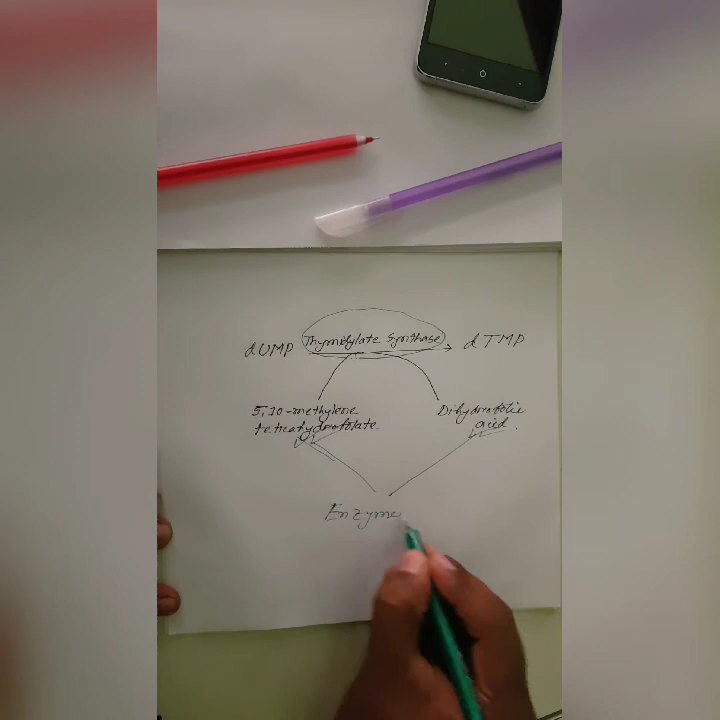 dUMP Thymidylate Synthase dTMP
5,10-methylene
tetrahydrofolate
Dihydrofolic
acid.
Enzyme